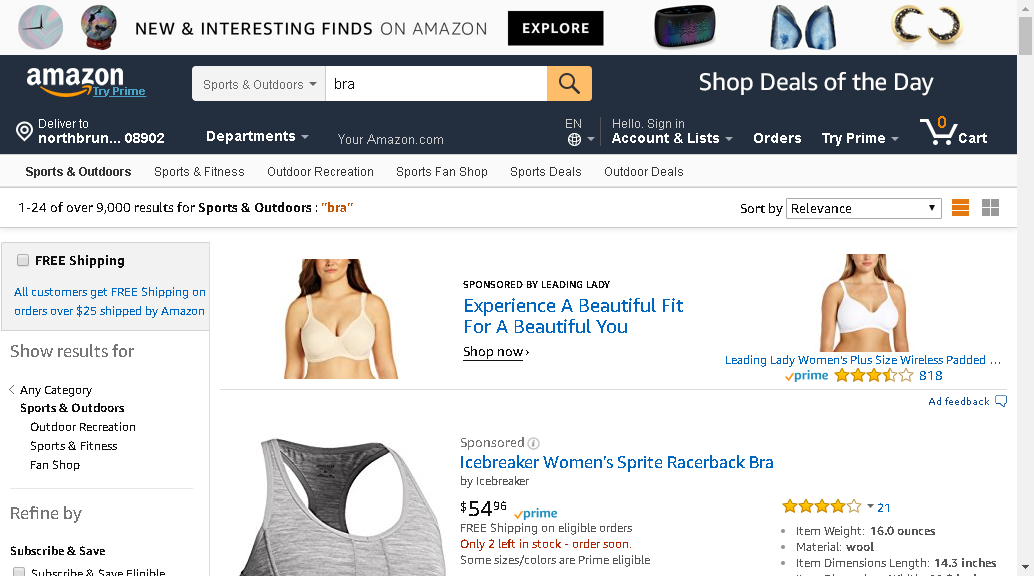 NEW & INTERESTING FINDS ON AMAZON EXPLORE
amazon
Try Prime
Sports & Outdoors bra
Shop Deals of the Day
Deliver to
northbrun... 08902
Departments
Your Amazon.com
EN
Hello. Sign in
Account & Lists
Orders
Try Prime
0
Cart
Sports & Outdoors Sports & Fitness Outdoor Recreation Sports Fan Shop Sports Deals Outdoor Deals
1-24 of over 9,000 results for Sports & Outdoors : "bra"
Sort by Relevance
FREE Shipping
All customers get FREE Shipping on
orders over $25 shipped by Amazon
Show results for
Any Category
Sports & Outdoors
Outdoor Recreation
Sports & Fitness
Fan Shop
Refine by
Subscribe & Save
Subscribe & Save Eligible
SPONSORED BY LEADING LADY
Experience A Beautiful Fit
For A Beautiful You
Shop now ›
Leading Lady Women's Plus Size Wireless Padded ...
prime 818
Ad feedback
Sponsored
Icebreaker Women's Sprite Racerback Bra
by Icebreaker
$54 96 prime
FREE Shipping on eligible orders
Only 2 left in stock - order soon.
Some sizes/colors are Prime eligible
21
Item Weight: 16.0 ounces
Material: wool
Item Dimensions Length: 14.3 inches